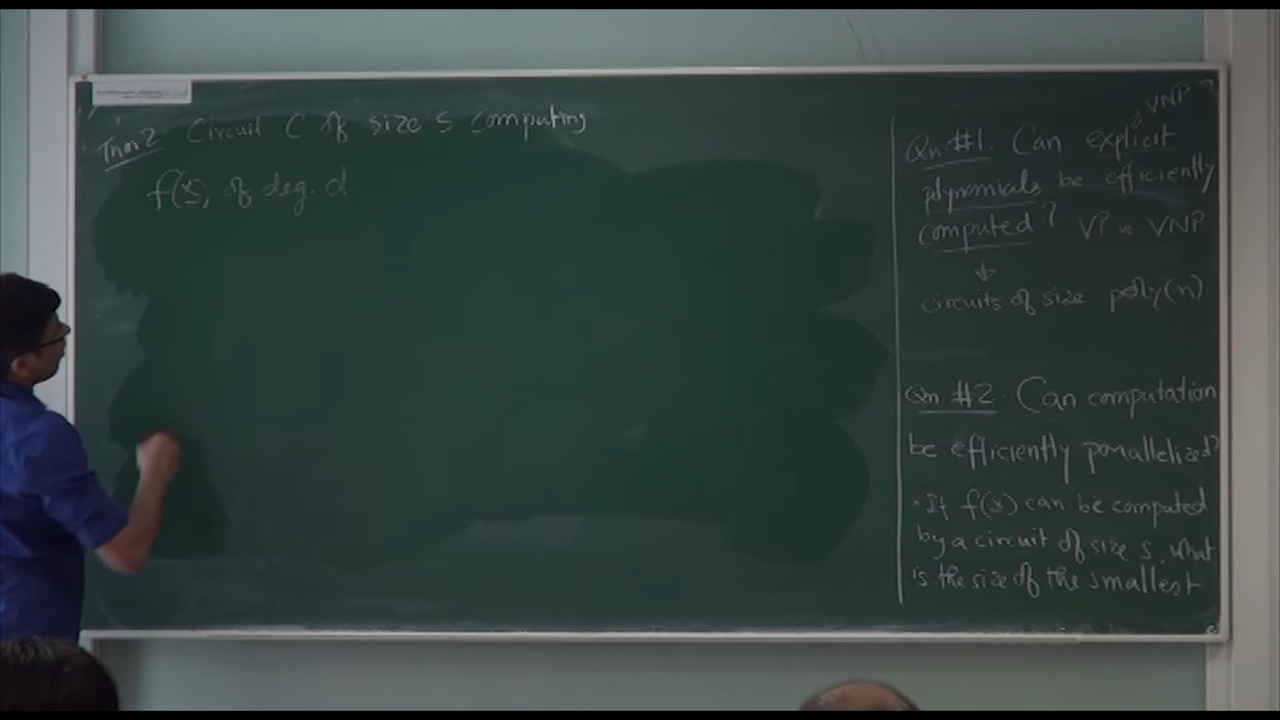 Thm 2 Circuit C of size s computing
f(x) of deg. d
VNP
Qn #1. Can explicit
polynomials be efficiently
computed? VP vs VNP
circuits of size poly(n)
Qn #2: Can computation
be efficiently parallelized?
• If f(x) can be computed
by a circuit of size s, what
is the size of the smallest